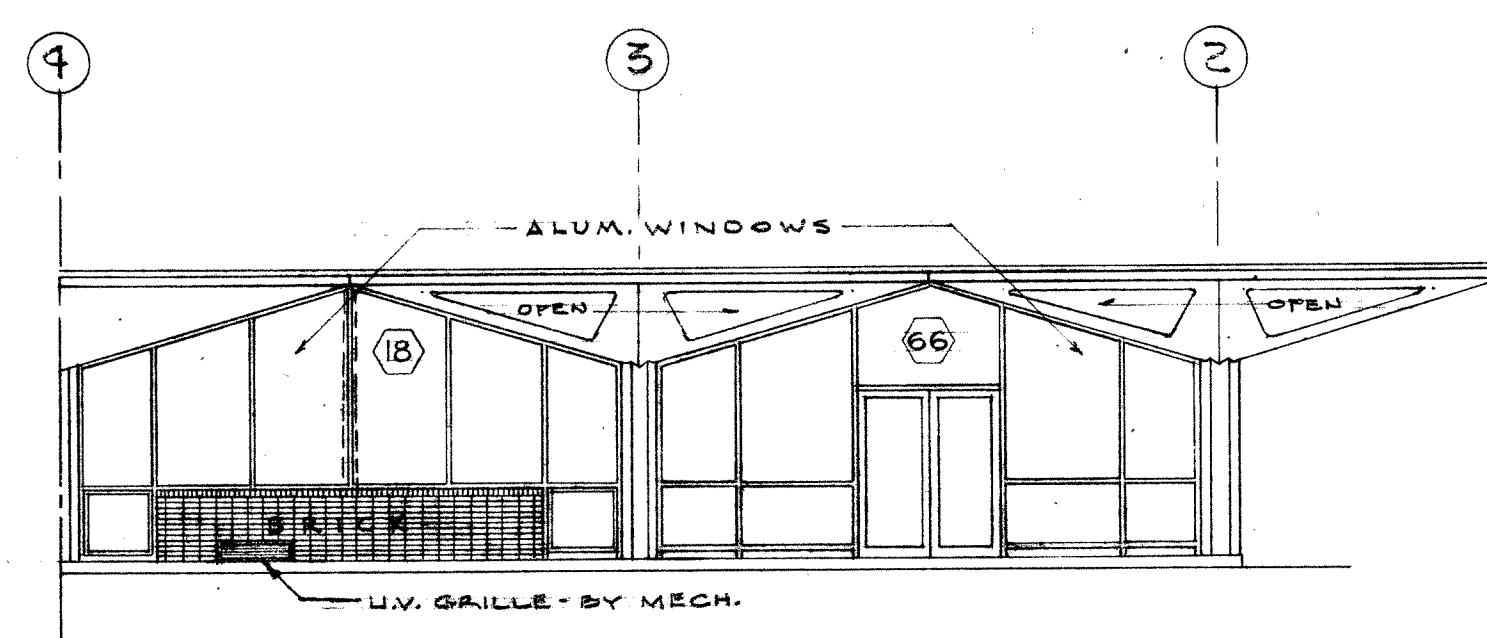 4 3 2
ALUM. WINDOWS
OPEN OPEN
18 66
BRICK
U.V. GRILLE - BY MECH.